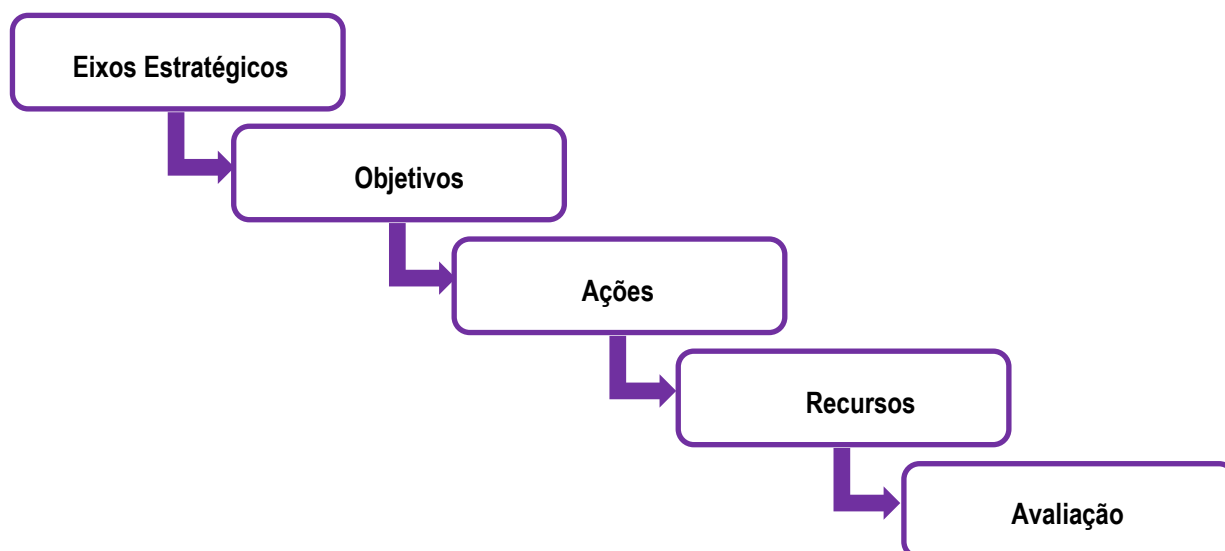 Eixos Estratégicos
Objetivos
Ações
Recursos
Avaliação